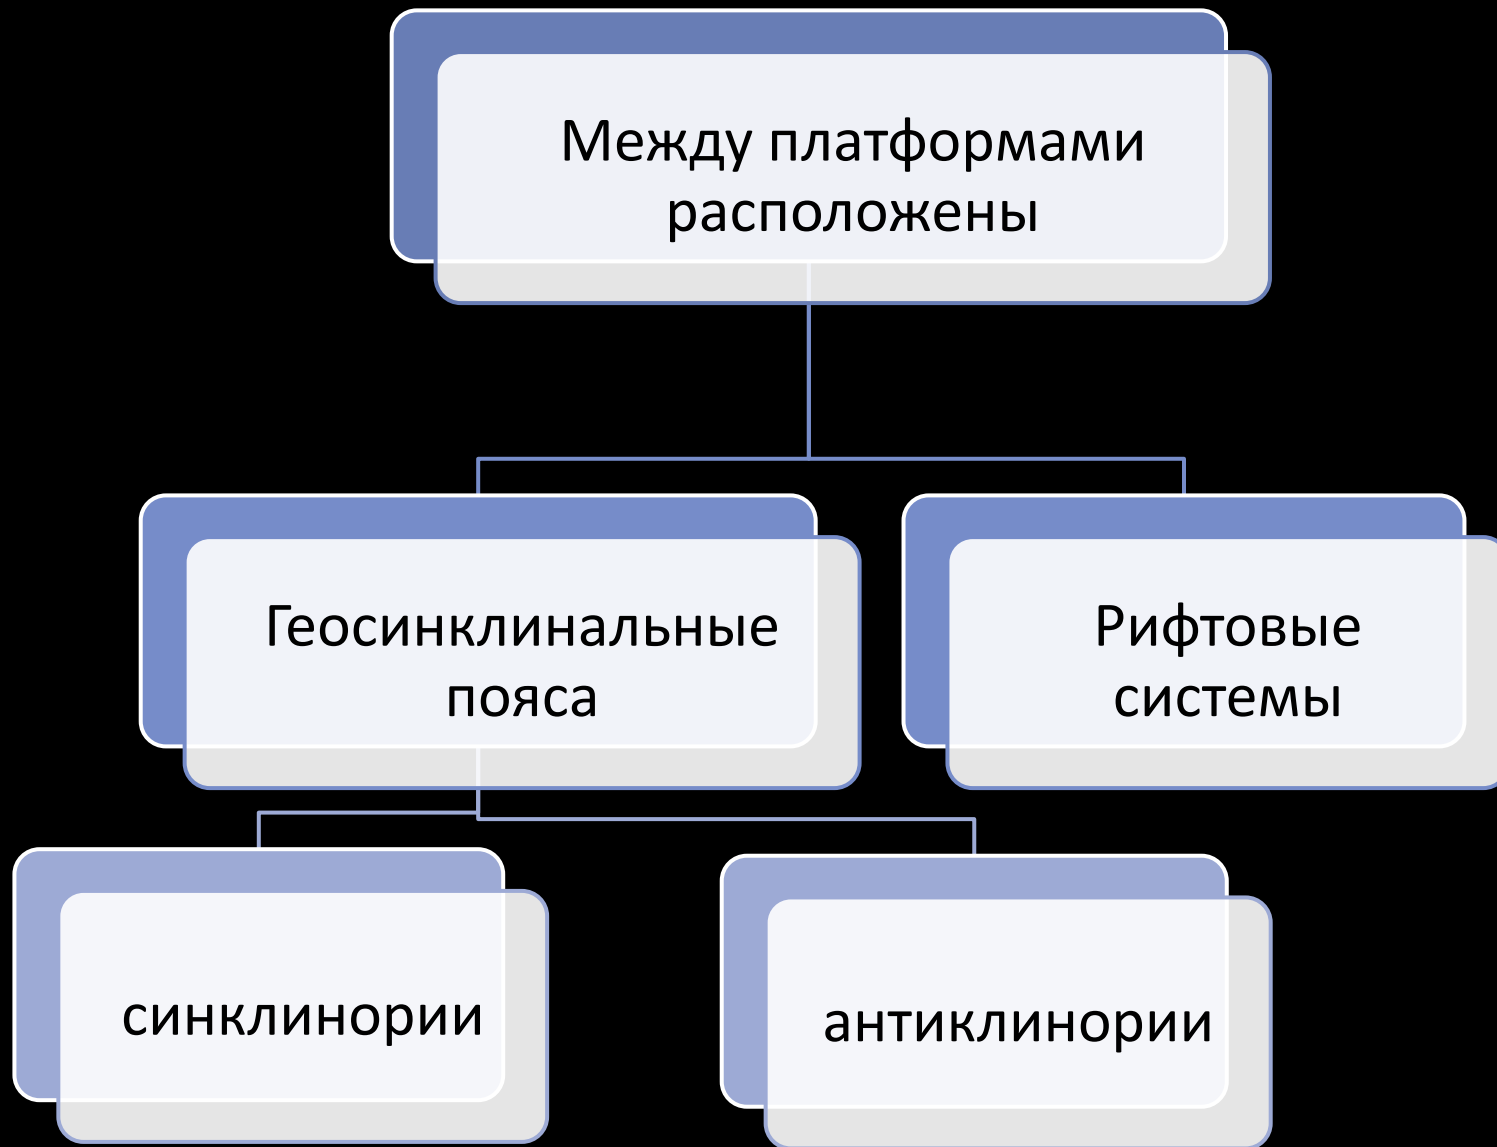 Между платформами
расположены
Геосинклинальные
пояса
Рифтовые
системы
синклинории
антиклинории